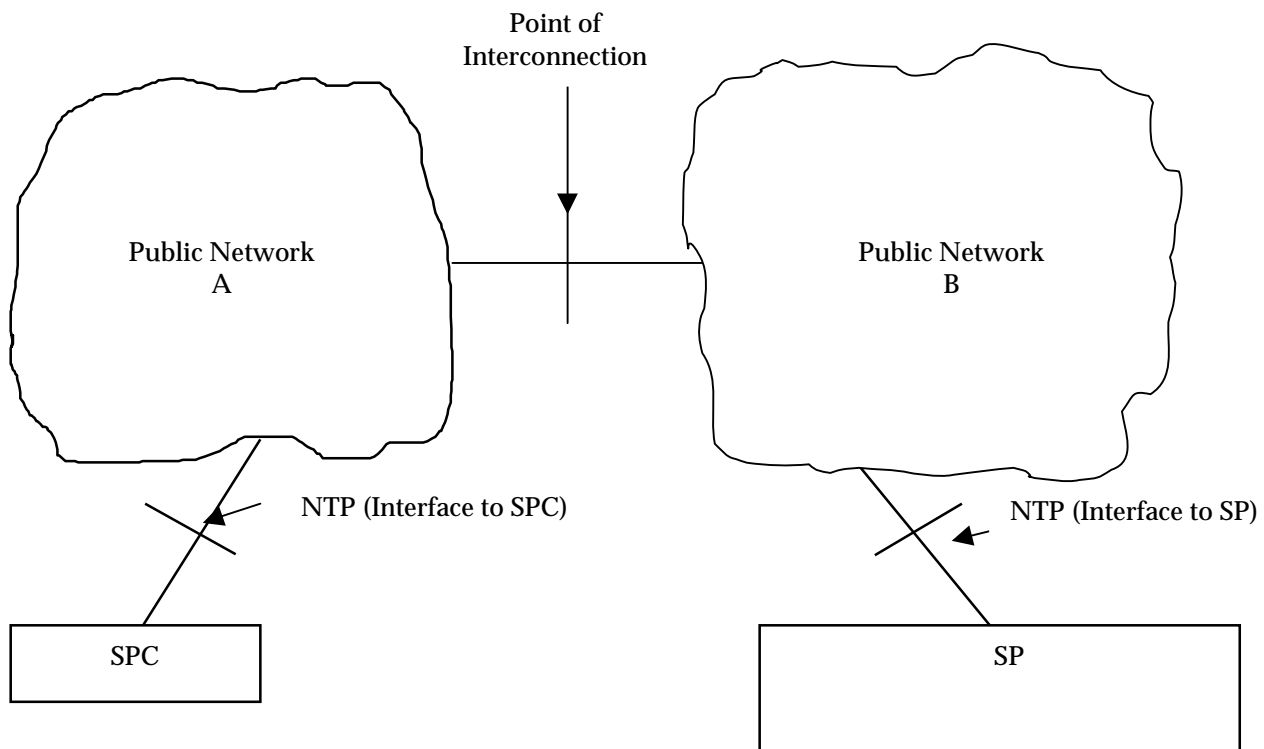 Point of
Interconnection
Public Network
A
Public Network
B
NTP (Interface to SPC)
NTP (Interface to SP)
SPC
SP